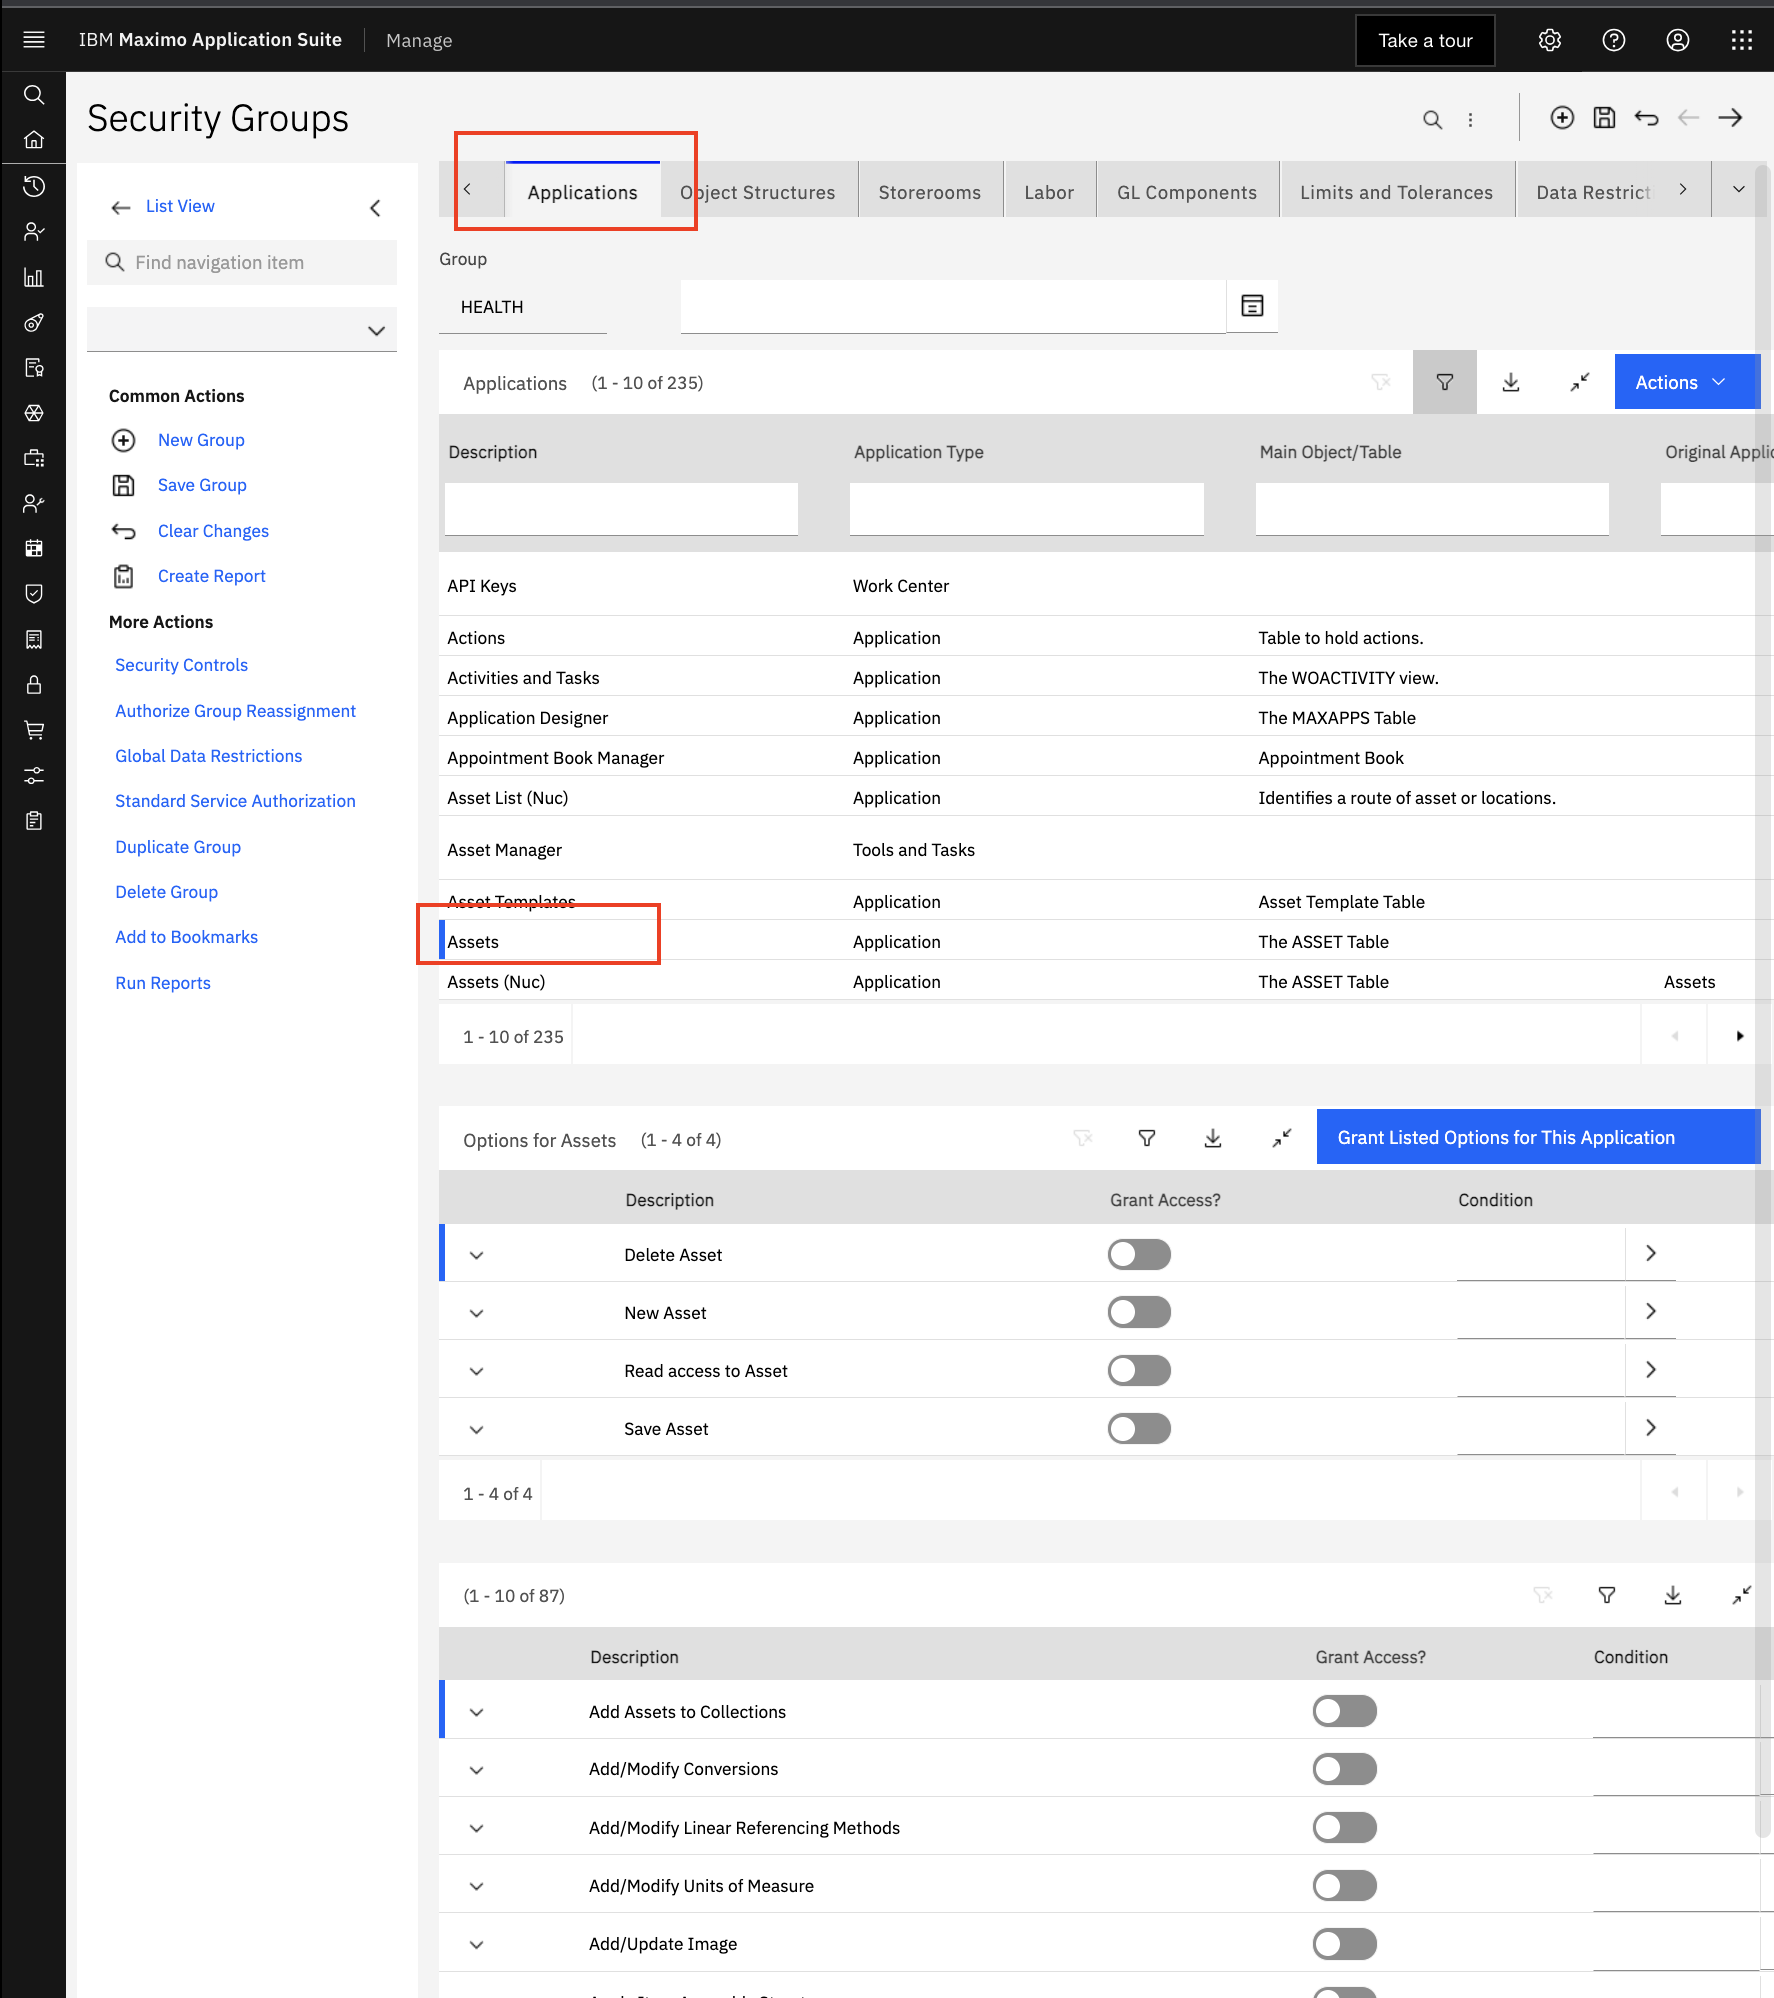 IBM Maximo Application Suite Manage Take a tour
Security Groups
List View
Find navigation item
Common Actions
New Group
Save Group
Clear Changes
Create Report
More Actions
Security Controls
Authorize Group Reassignment
Global Data Restrictions
Standard Service Authorization
Duplicate Group
Delete Group
Add to Bookmarks
Run Reports
Applications Object Structures Storerooms Labor GL Components Limits and Tolerances Data Restrict
Group
HEALTH
Applications (1 - 10 of 235) Actions
Description Application Type Main Object/Table Original Applic
API Keys Work Center
Actions Application Table to hold actions.
Activities and Tasks Application The WOACTIVITY view.
Application Designer Application The MAXAPPS Table
Appointment Book Manager Application Appointment Book
Asset List (Nuc) Application Identifies a route of asset or locations.
Asset Manager Tools and Tasks
Asset Templates Application Asset Template Table
Assets Application The ASSET Table
Assets (Nuc) Application The ASSET Table Assets
1 - 10 of 235
Options for Assets (1 - 4 of 4) Grant Listed Options for This Application
Description Grant Access? Condition
Delete Asset
New Asset
Read access to Asset
Save Asset
1 - 4 of 4
(1 - 10 of 87)
Description Grant Access? Condition
Add Assets to Collections
Add/Modify Conversions
Add/Modify Linear Referencing Methods
Add/Modify Units of Measure
Add/Update Image